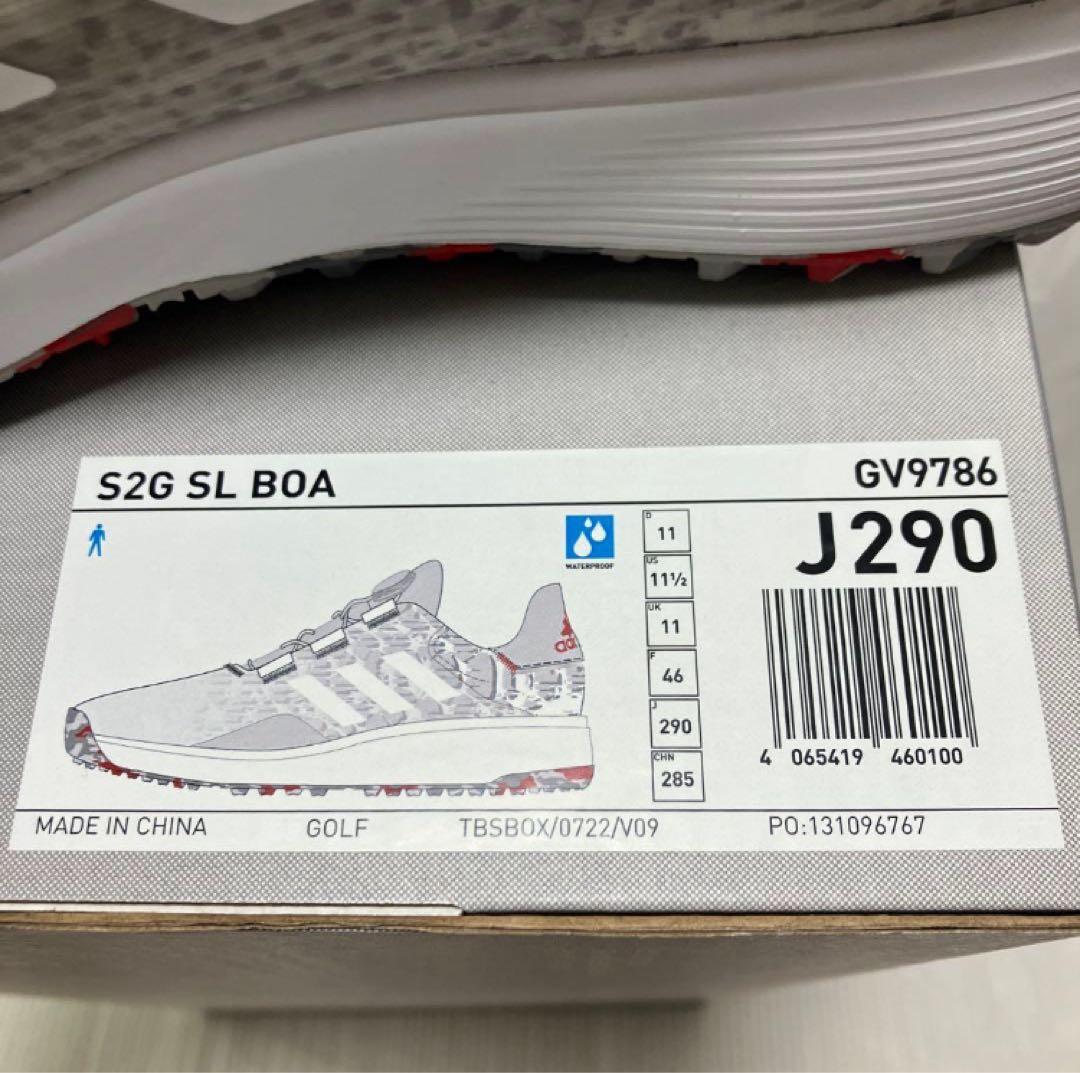 S2G SL BOA GV9786
WATERPROOF
D 11
US 11½
UK 11
F 46
J 290
CHN 285
J290
4 065419 460100
MADE IN CHINA GOLF TBSBOX/0722/V09 PO:131096767